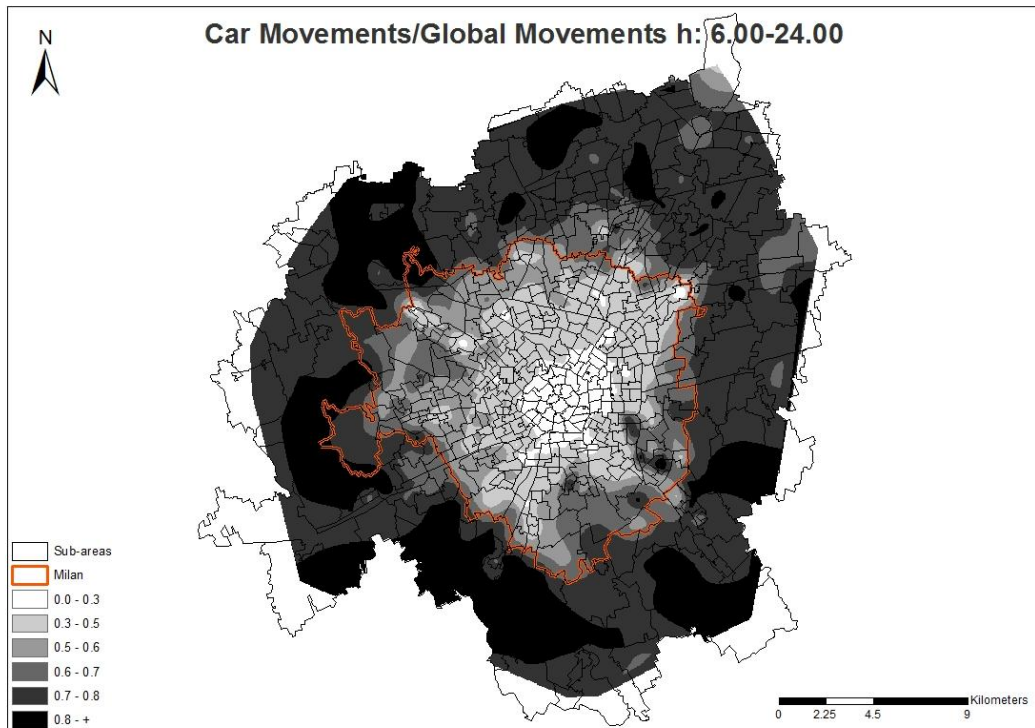 Car Movements/Global Movements h: 6.00-24.00
N
Sub-areas
Milan
0.0 - 0.3
0.3 - 0.5
0.5 - 0.6
0.6 - 0.7
0.7 - 0.8
0.8 - +
Kilometers
0 2.25 4.5 9